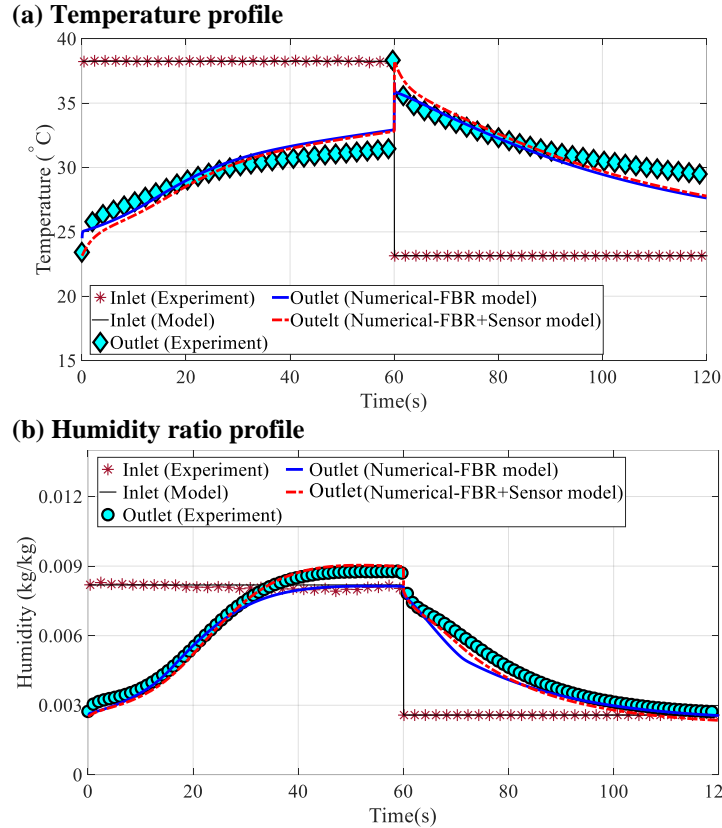 (a) Temperature profile
40
35
30
25
20
15
Temperature (°C)
Inlet (Experiment)
Outlet (Numerical-FBR model)
Inlet (Model)
Outelt (Numerical-FBR+Sensor model)
Outlet (Experiment)
0 20 40 60 80 100 120
Time(s)
(b) Humidity ratio profile
Inlet (Experiment)
Outlet (Numerical-FBR model)
Inlet (Model)
Outlet (Numerical-FBR+Sensor model)
Outlet (Experiment)
0.012
0.009
0.006
0.003
0
Humidity (kg/kg)
0 20 40 60 80 100 120
Time(s)